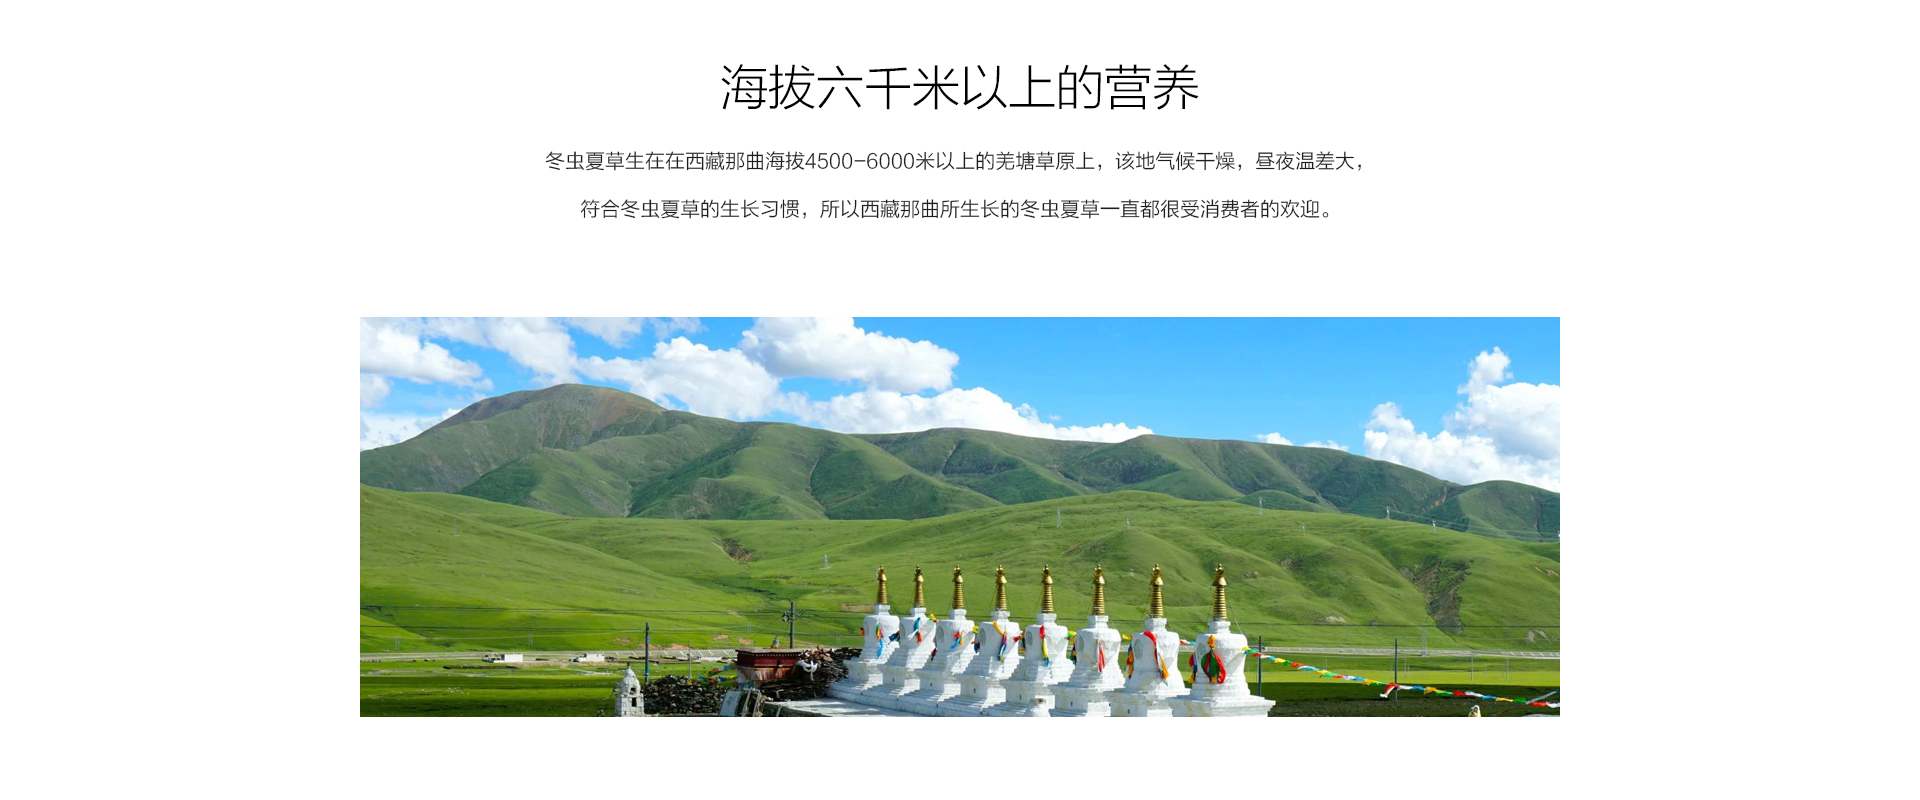 海拔六千米以上的营养
冬虫夏草生在在西藏那曲海拔4500-6000米以上的羌塘草原上，该地气候干燥，昼夜温差大，
符合冬虫夏草的生长习惯，所以西藏那曲所生长的冬虫夏草一直都很受消费者的欢迎。